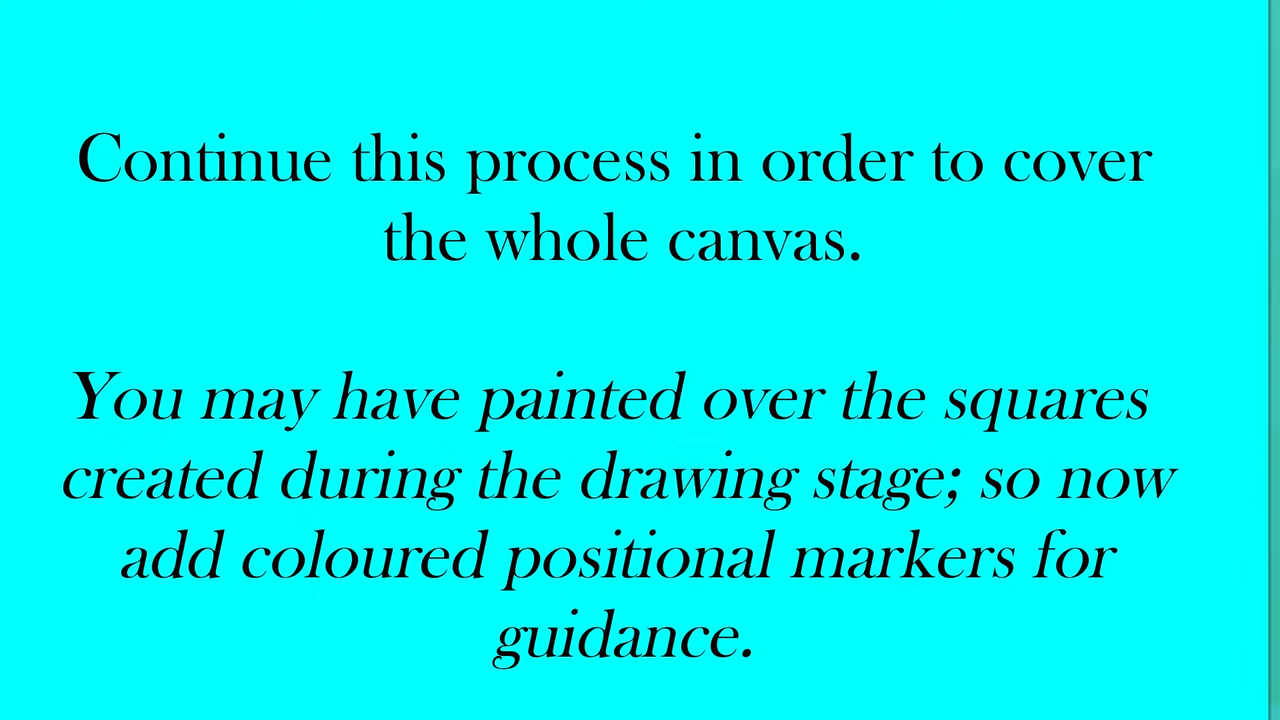 Continue this process in order to cover
the whole canvas.
You may have painted over the squares
created during the drawing stage; so now
add coloured positional markers for
guidance.